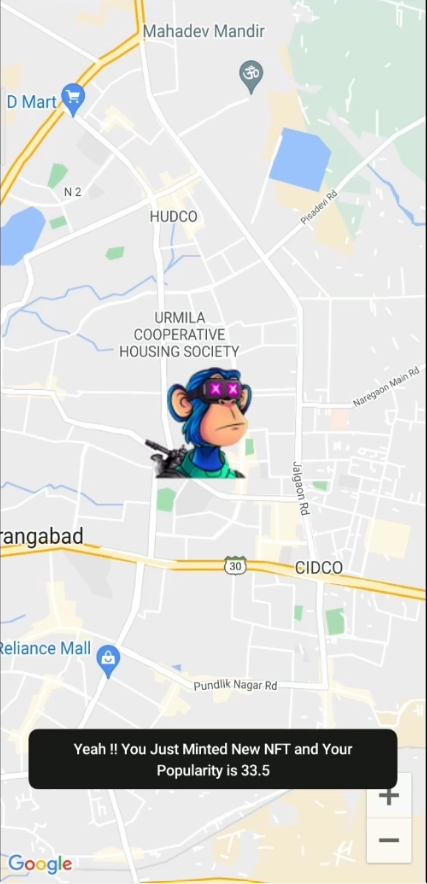 Mahadev Mandir
D Mart
N 2
HUDCO
Pisadevi Rd
URMILA
COOPERATIVE
HOUSING SOCIETY
Naregaon Main Rd
Jalgaon Rd
rangabad
30
CIDCO
Reliance Mall
Pundlik Nagar Rd
Yeah !! You Just Minted New NFT and Your
Popularity is 33.5
+
−
Google